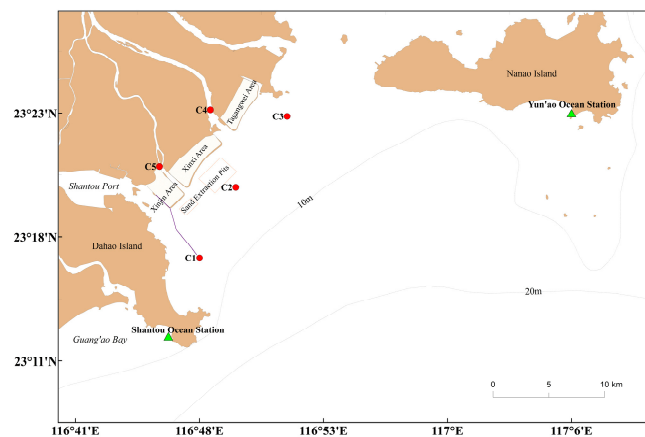 Nanao Island
Yun'ao Ocean Station
23°23′N
C4
Tagangwei Area
C3
Xinxi Area
C5
Shantou Port
Xinjin Area
Sand Extraction Pits
C2
10m
23°18′N
Dahao Island
C1
20m
Shantou Ocean Station
Guang'ao Bay
23°11′N
0 5 10 km
116°41′E
116°48′E
116°53′E
117°E
117°6′E